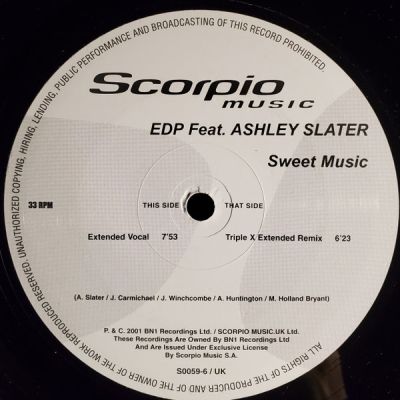 ALL RIGHTS OF THE PRODUCER AND OF THE OWNER OF THE WORK REPRODUCED RESERVED. UNAUTHORIZED COPYING, HIRING, LENDING, PUBLIC PERFORMANCE AND BROADCASTING OF THIS RECORD PROHIBITED.
Scorpio
MUSIC
EDP Feat. ASHLEY SLATER
Sweet Music
33 RPM THIS SIDE THAT SIDE
Extended Vocal 7'53 Triple X Extended Remix 6'23
(A. Slater / J. Carmichael / J. Winchcombe / A. Huntington / M. Holland Bryant)
P. & C. 2001 BN1 Recordings Ltd. / SCORPIO MUSIC.UK Ltd.
These Recordings Are Owned By BN1 Recordings Ltd
And Are Issued Under Exclusive License
By Scorpio Music S.A.
S0059-6 / UK